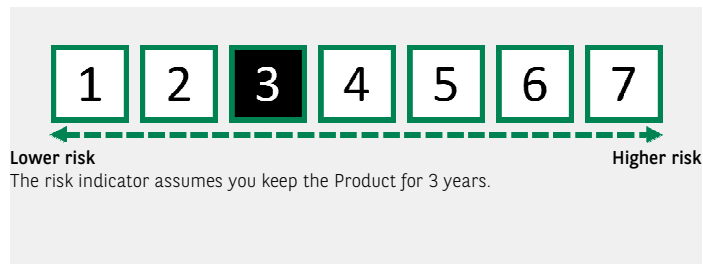 1 2 3 4 5 6 7
Lower risk Higher risk
The risk indicator assumes you keep the Product for 3 years.